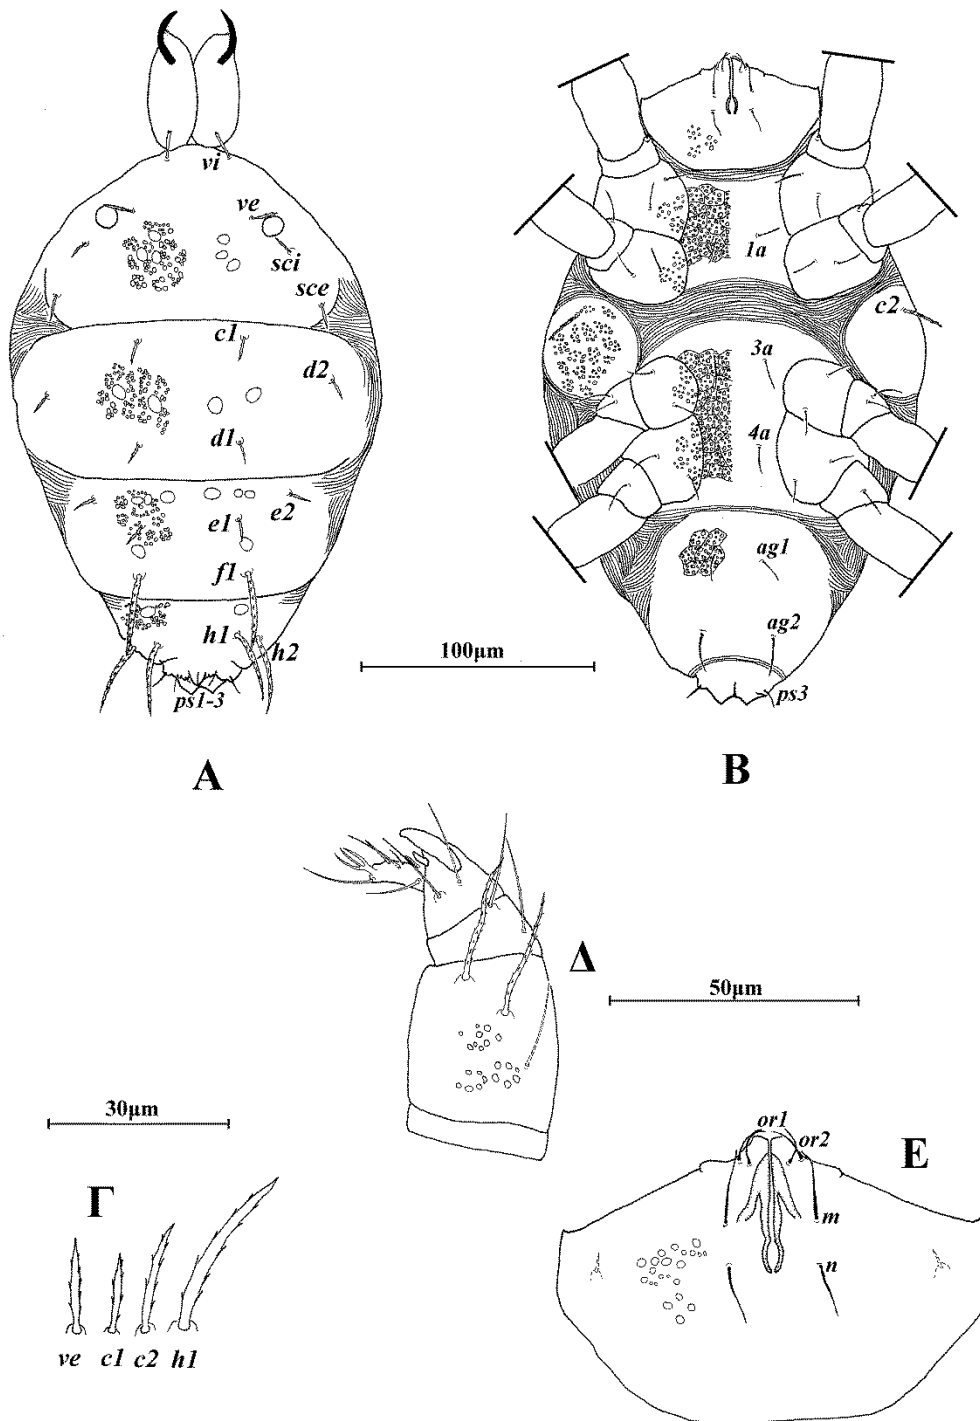 vi
ve
sci
sce
c1
d2
d1
e2
e1
f1
h1
h2
ps1-3
A
100μm
1a
c2
3a
4a
ag1
ag2
ps3
B
Δ
50μm
30μm
Γ
ve c1 c2 h1
or1
or2
E
m
n